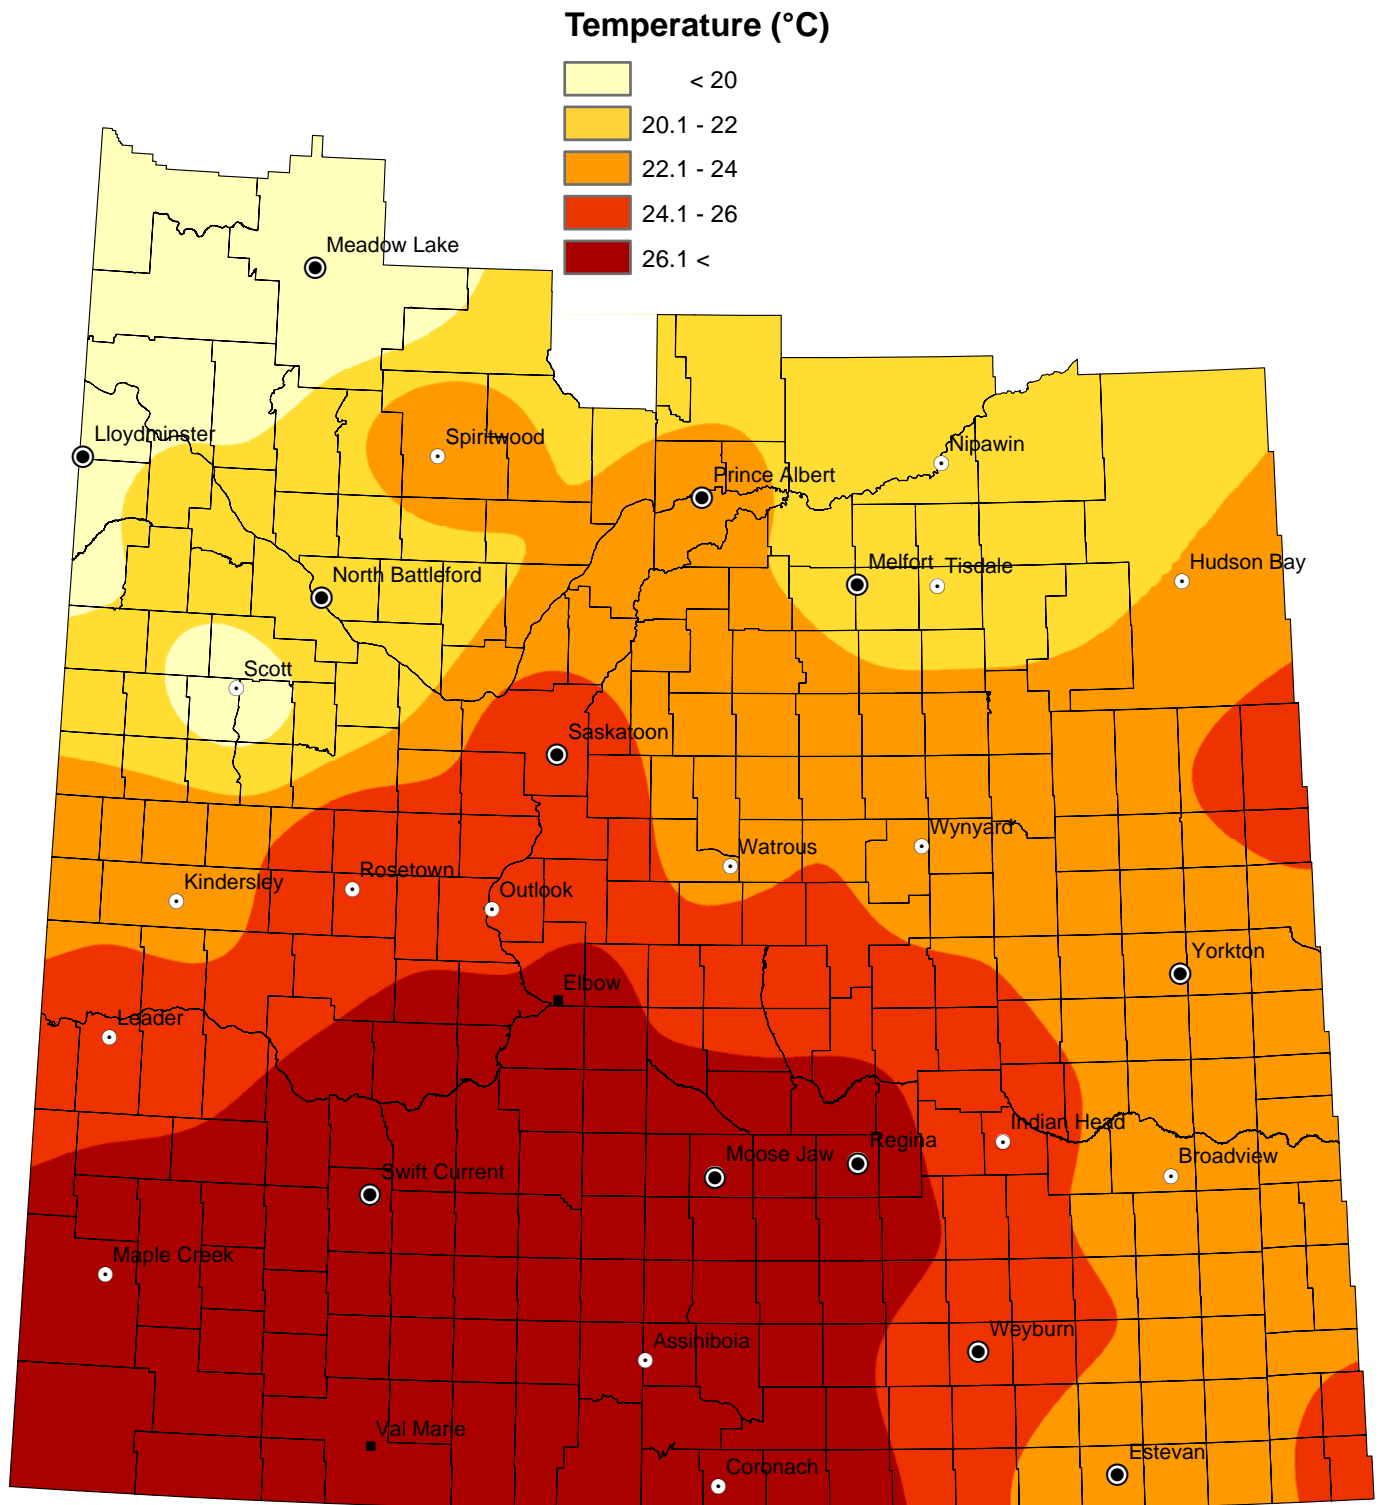 Temperature (°C)
< 20
20.1 - 22
22.1 - 24
24.1 - 26
26.1 <
Meadow Lake
Lloydminster
Spiritwood
Nipawin
Prince Albert
Hudson Bay
Melfort
Tisdale
North Battleford
Scott
Saskatoon
Wynyard
Watrous
Rosetown
Kindersley
Outlook
Yorkton
Elbow
Leader
Indian Head
Regina
Moose Jaw
Broadview
Swift Current
Maple Creek
Weyburn
Assiniboia
Val Marie
Estevan
Coronach